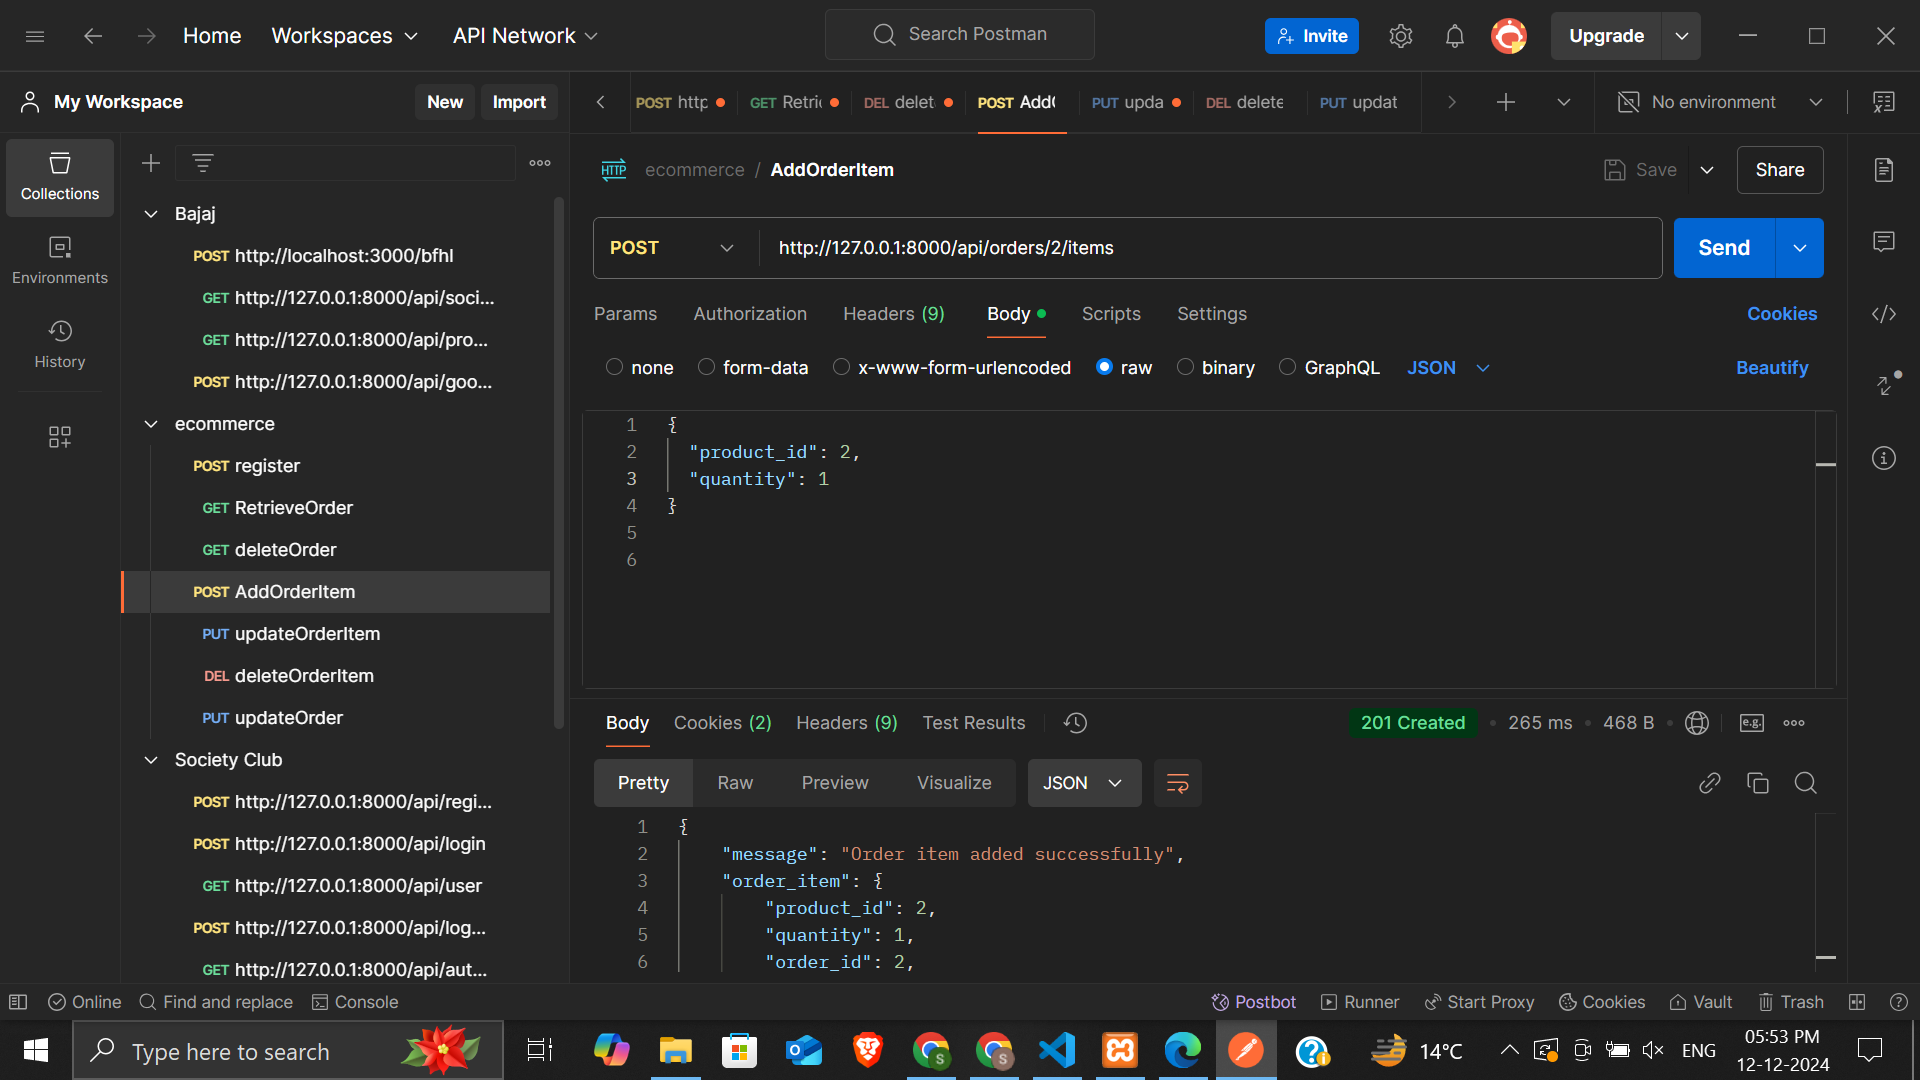 Home
Workspaces
API Network
Search Postman
Invite
Upgrade
My Workspace
New
Import
POST http
GET Retri
DEL delet
POST Add
PUT upda
DEL delete
PUT updat
No environment
Collections
Environments
History
Bajaj
POST http://localhost:3000/bfhl
GET http://127.0.0.1:8000/api/soci...
GET http://127.0.0.1:8000/api/pro...
POST http://127.0.0.1:8000/api/goo...
ecommerce
POST register
GET RetrieveOrder
GET deleteOrder
POST AddOrderItem
PUT updateOrderItem
DEL deleteOrderItem
PUT updateOrder
Society Club
POST http://127.0.0.1:8000/api/regi...
POST http://127.0.0.1:8000/api/login
GET http://127.0.0.1:8000/api/user
POST http://127.0.0.1:8000/api/log...
GET http://127.0.0.1:8000/api/aut...
HTTP ecommerce / AddOrderItem
Save
Share
POST http://127.0.0.1:8000/api/orders/2/items
Send
Params Authorization Headers (9) Body Scripts Settings Cookies
none form-data x-www-form-urlencoded raw binary GraphQL JSON Beautify
1 {
2 "product_id": 2,
3 "quantity": 1
4 }
5
6
Body Cookies (2) Headers (9) Test Results 201 Created 265 ms 468 B e.g.
Pretty Raw Preview Visualize JSON
1 {
2 "message": "Order item added successfully",
3 "order_item": {
4 "product_id": 2,
5 "quantity": 1,
6 "order_id": 2,
Online Find and replace Console Postbot Runner Start Proxy Cookies Vault Trash
Type here to search
14°C
ENG
05:53 PM
12-12-2024